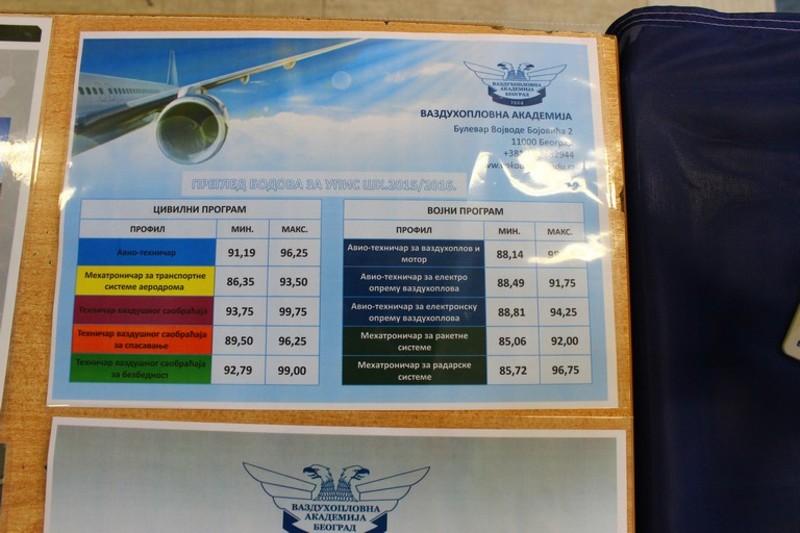 ВАЗДУХОПЛОВНА
АКАДЕМИЈА
БЕОГРАД
ВАЗДУХОПЛОВНА АКАДЕМИЈА
Булевар Војводе Бојовића 2
11000 Београд
ПРЕГЛЕД БОДОВА ЗА УПИС ШК.2015/2016.
ЦИВИЛНИ ПРОГРАМ
ПРОФИЛ МИН. МАКС.
Авио-техничар 91,19 96,25
Мехатроничар за транспортне
системе аеродрома 86,35 93,50
Техничар ваздушног саобраћаја 93,75 99,75
Техничар ваздушног саобраћаја
за спасавање 89,50 96,25
Техничар ваздушног саобраћаја
за безбедност 92,79 99,00
ВОЈНИ ПРОГРАМ
ПРОФИЛ МИН. МАКС.
Авио-техничар за ваздухоплов и
мотор 88,14
Авио-техничар за електро
опрему ваздухоплова 88,49 91,75
Авио-техничар за електронску
опрему ваздухоплова 88,81 94,25
Мехатроничар за ракетне
системе 85,06 92,00
Мехатроничар за радарске
системе 85,72 96,75
ВАЗДУХОПЛОВНА
АКАДЕМИЈА
БЕОГРАД